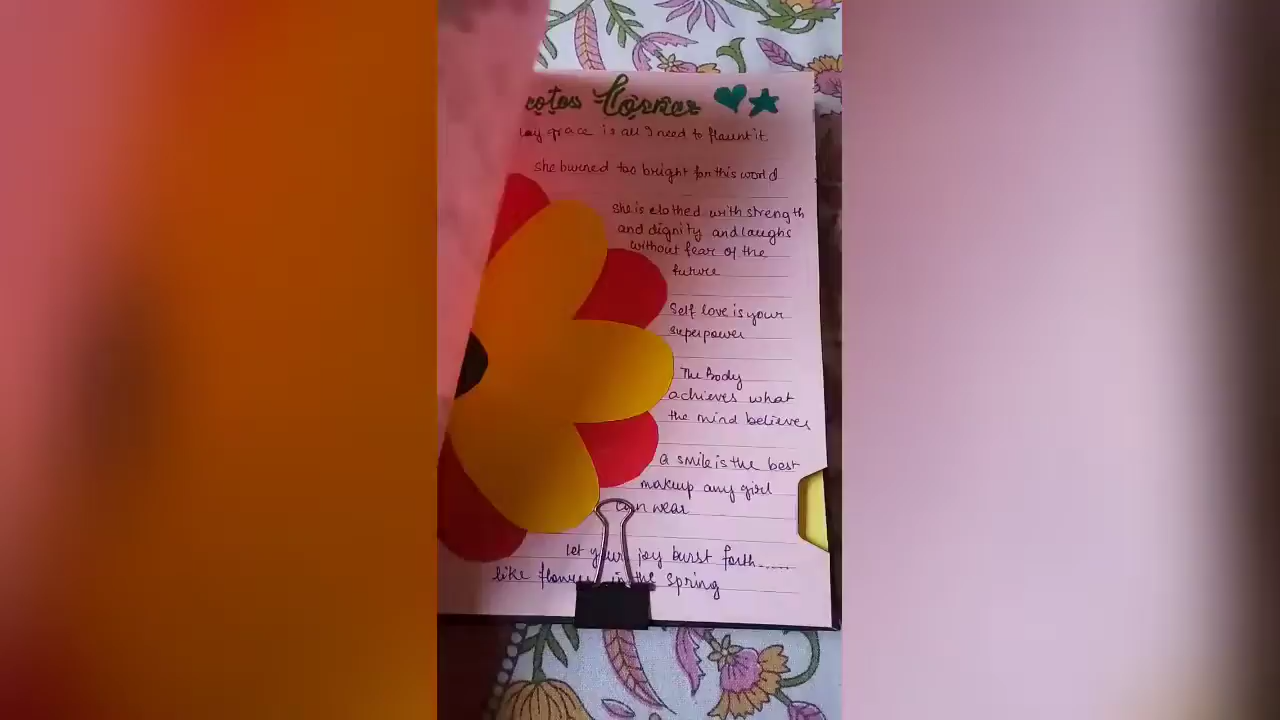 Corner
grace is all I need to flaunt it.
she burned too bright for this world
she is clothed with strength
and dignity and laughs
without fear of the
future
Self love is your
superpower
The Body
achieves what
the mind believes
A smile is the best
makeup any girl
can wear
let your joy burst forth......
like flowers in the spring